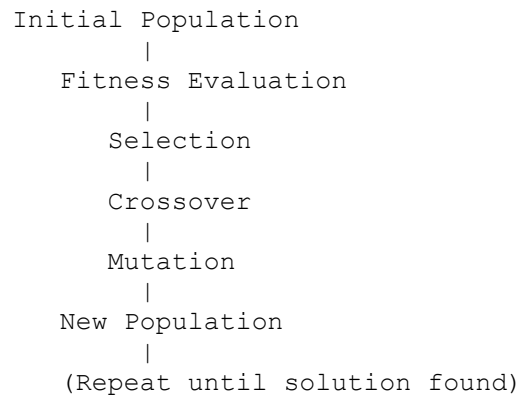 Initial Population
|
Fitness Evaluation
|
Selection
|
Crossover
|
Mutation
|
New Population
|
(Repeat until solution found)